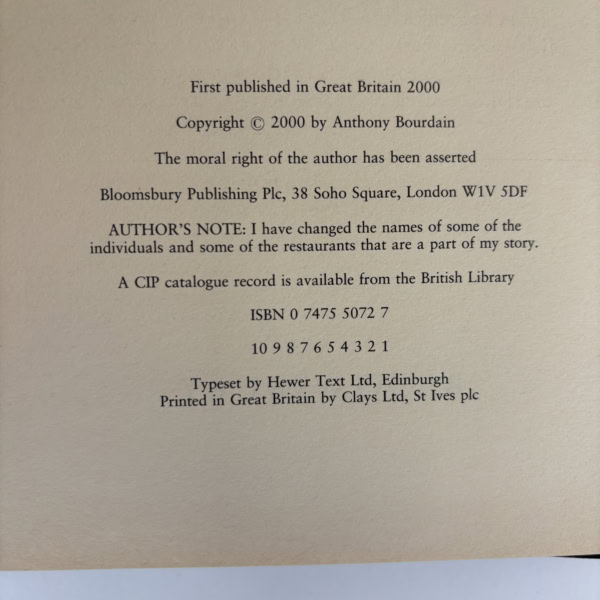 First published in Great Britain 2000
Copyright © 2000 by Anthony Bourdain
The moral right of the author has been asserted
Bloomsbury Publishing Plc, 38 Soho Square, London W1V 5DF
AUTHOR'S NOTE: I have changed the names of some of the
individuals and some of the restaurants that are a part of my story.
A CIP catalogue record is available from the British Library
ISBN 0 7475 5072 7
10 9 8 7 6 5 4 3 2 1
Typeset by Hewer Text Ltd, Edinburgh
Printed in Great Britain by Clays Ltd, St Ives plc